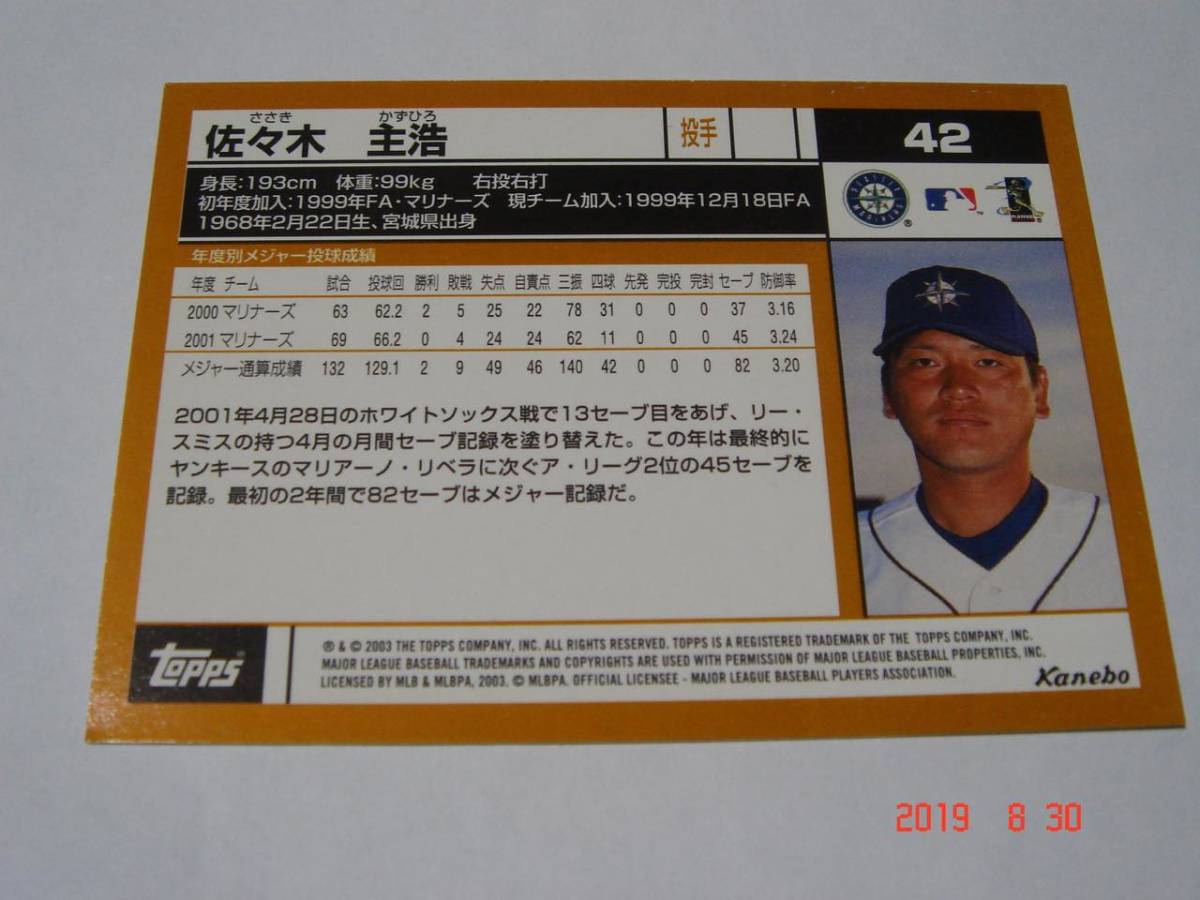 ささき かずひろ
佐々木 主浩 投手 42
身長:193cm 体重:99kg 右投右打
初年度加入:1999年FA・マリナーズ 現チーム加入:1999年12月18日FA
1968年2月22日生、宮城県出身
年度別メジャー投球成績
年度 チーム 試合 投球回 勝利 敗戦 失点 自責点 三振 四球 先発 完投 完封 セーブ 防御率
2000 マリナーズ 63 62.2 2 5 25 22 78 31 0 0 0 37 3.16
2001 マリナーズ 69 66.2 0 4 24 24 62 11 0 0 0 45 3.24
メジャー通算成績 132 129.1 2 9 49 46 140 42 0 0 0 82 3.20
2001年4月28日のホワイトソックス戦で13セーブ目をあげ、リー・
スミスの持つ4月の月間セーブ記録を塗り替えた。この年は最終的に
ヤンキースのマリアーノ・リベラに次ぐア・リーグ2位の45セーブを
記録。最初の2年間で82セーブはメジャー記録だ。
topps
® & © 2003 THE TOPPS COMPANY, INC. ALL RIGHTS RESERVED. TOPPS IS A REGISTERED TRADEMARK OF THE TOPPS COMPANY, INC.
MAJOR LEAGUE BASEBALL TRADEMARKS AND COPYRIGHTS ARE USED WITH PERMISSION OF MAJOR LEAGUE BASEBALL PROPERTIES, INC.
LICENSED BY MLB & MLBPA, 2003. © MLBPA. OFFICIAL LICENSEE - MAJOR LEAGUE BASEBALL PLAYERS ASSOCIATION.
Kanebo
2019 8 30